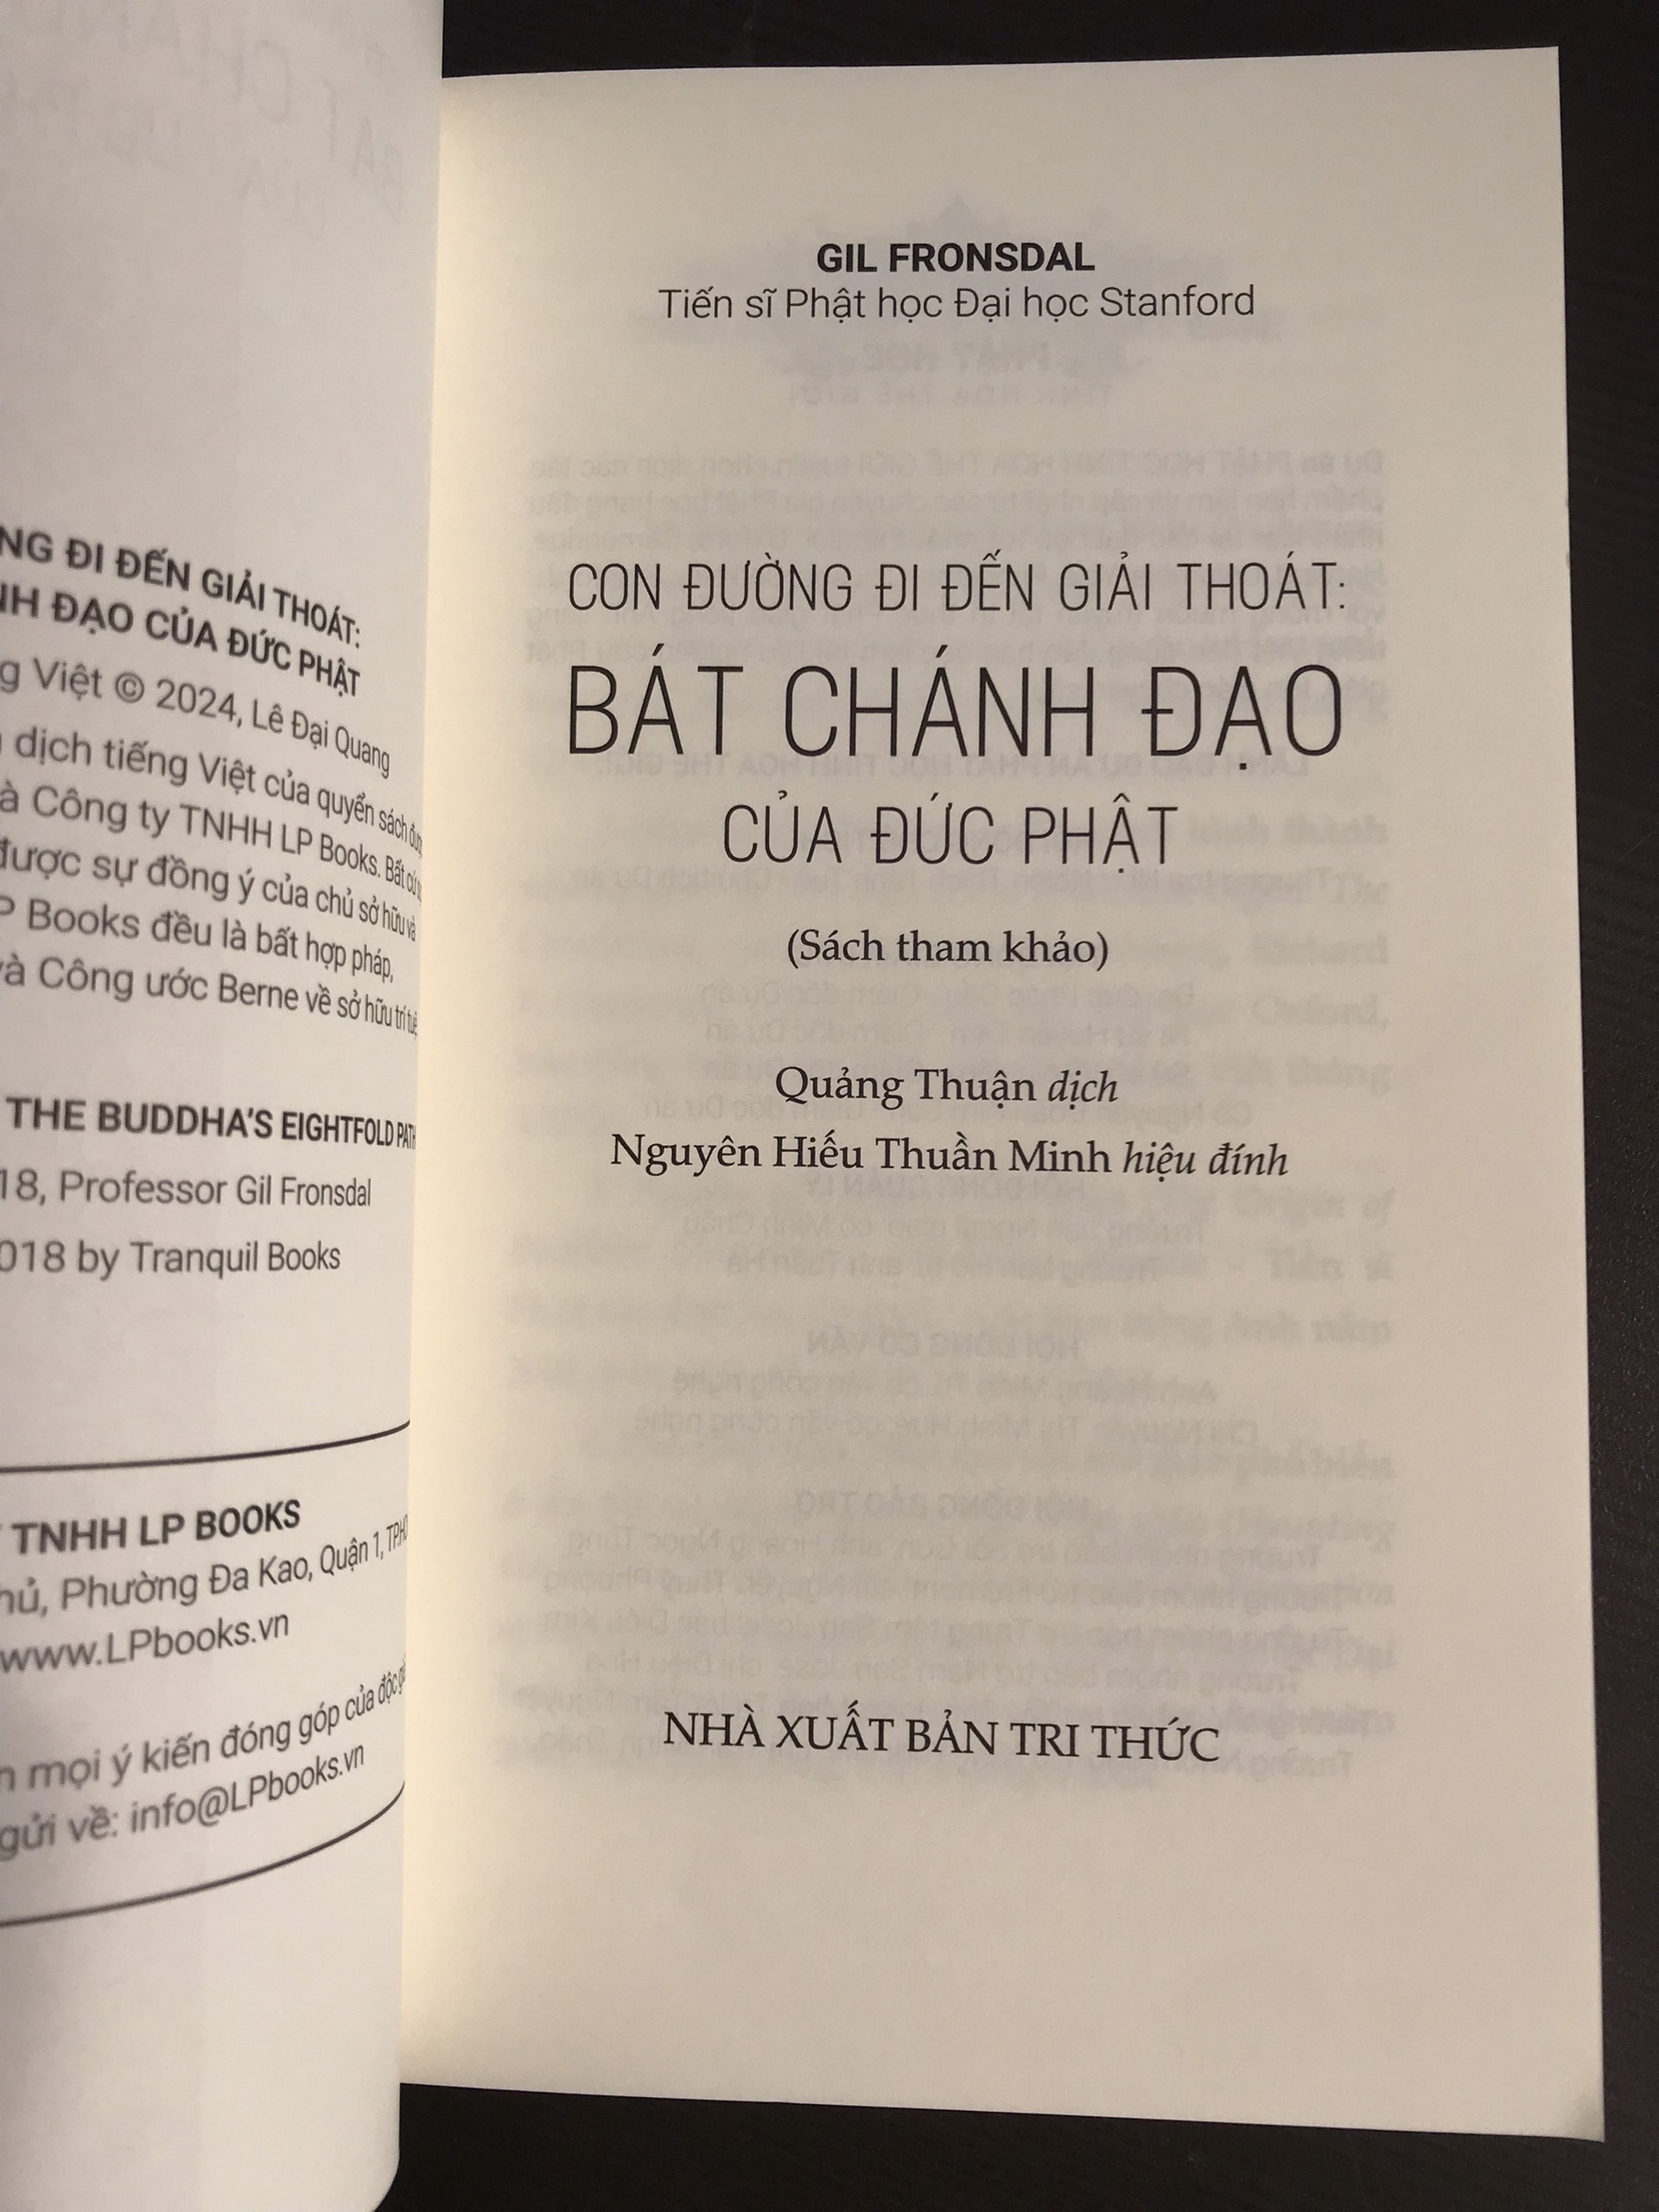 NG ĐI ĐẾN GIẢI THOÁT:
NH ĐẠO CỦA ĐỨC PHẬT
g Việt © 2024, Lê Đại Quang
dịch tiếng Việt của quyển sách
à Công ty TNHH LP Books. Bất cứ
được sự đồng ý của chủ sở hữu và
P Books đều là bất hợp pháp,
và Công ước Berne về sở hữu trí tuệ
THE BUDDHA'S EIGHTFOLD PATH
18, Professor Gil Fronsdal
018 by Tranquil Books
TNHH LP BOOKS
hủ, Phường Đa Kao, Quận 1,
www.LPbooks.vn
n mọi ý kiến đóng góp của độc
gửi về: info@LPbooks.vn
GIL FRONSDAL
Tiến sĩ Phật học Đại học Stanford
CON ĐƯỜNG ĐI ĐẾN GIẢI THOÁT:
BÁT CHÁNH ĐẠO
CỦA ĐỨC PHẬT
(Sách tham khảo)
Quảng Thuận dịch
Nguyên Hiếu Thuần Minh hiệu đính
NHÀ XUẤT BẢN TRI THỨC